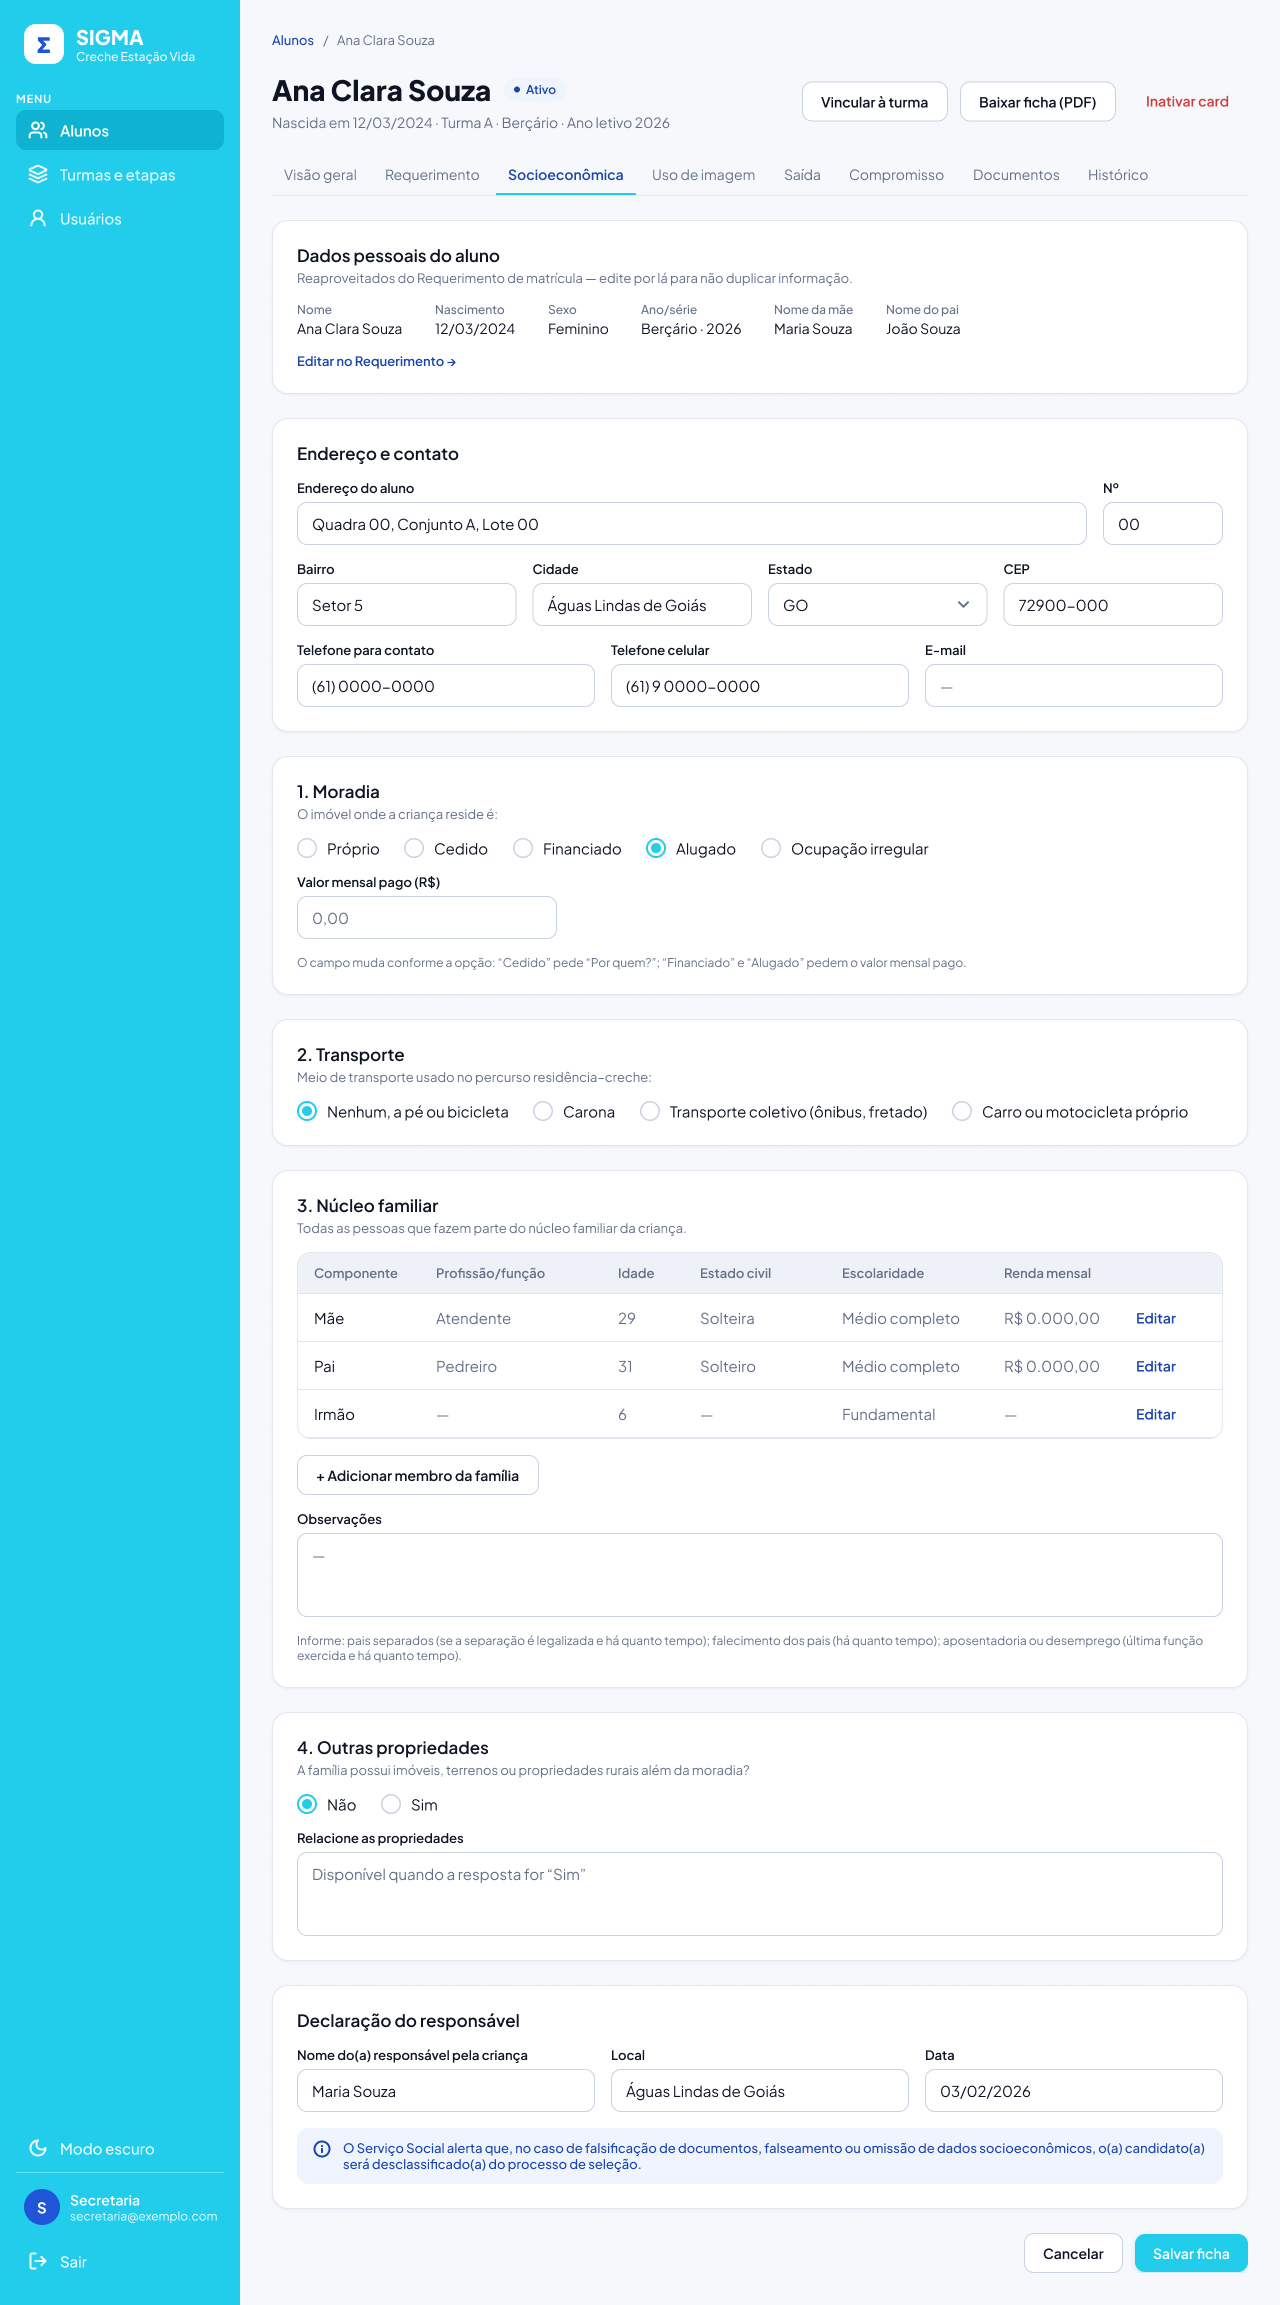 Σ
SIGMA
Creche Estação Vida
MENU
Alunos
Turmas e etapas
Usuários
Modo escuro
S
Secretaria
secretaria@exemplo.com
Sair
Alunos / Ana Clara Souza
Ana Clara Souza
Ativo
Nascida em 12/03/2024 · Turma A · Berçário · Ano letivo 2026
Vincular à turma
Baixar ficha (PDF)
Inativar card
Visão geral Requerimento Socioeconômica Uso de imagem Saída Compromisso Documentos Histórico
Dados pessoais do aluno
Reaproveitados do Requerimento de matrícula — edite por lá para não duplicar informação.
Nome Nascimento Sexo Ano/série Nome da mãe Nome do pai
Ana Clara Souza 12/03/2024 Feminino Berçário · 2026 Maria Souza João Souza
Editar no Requerimento →
Endereço e contato
Endereço do aluno Nº
Quadra 00, Conjunto A, Lote 00 00
Bairro Cidade Estado CEP
Setor 5 Águas Lindas de Goiás GO 72900-000
Telefone para contato Telefone celular E-mail
(61) 0000-0000 (61) 9 0000-0000 —
1. Moradia
O imóvel onde a criança reside é:
Próprio Cedido Financiado Alugado Ocupação irregular
Valor mensal pago (R$)
0,00
O campo muda conforme a opção: “Cedido” pede “Por quem?”; “Financiado” e “Alugado” pedem o valor mensal pago.
2. Transporte
Meio de transporte usado no percurso residência–creche:
Nenhum, a pé ou bicicleta Carona Transporte coletivo (ônibus, fretado) Carro ou motocicleta próprio
3. Núcleo familiar
Todas as pessoas que fazem parte do núcleo familiar da criança.
Componente Profissão/função Idade Estado civil Escolaridade Renda mensal
Mãe Atendente 29 Solteira Médio completo R$ 0.000,00 Editar
Pai Pedreiro 31 Solteiro Médio completo R$ 0.000,00 Editar
Irmão — 6 — Fundamental — Editar
+ Adicionar membro da família
Observações
—
Informe: pais separados (se a separação é legalizada e há quanto tempo); falecimento dos pais (há quanto tempo); aposentadoria ou desemprego (última função
exercida e há quanto tempo).
4. Outras propriedades
A família possui imóveis, terrenos ou propriedades rurais além da moradia?
Não Sim
Relacione as propriedades
Disponível quando a resposta for “Sim”
Declaração do responsável
Nome do(a) responsável pela criança Local Data
Maria Souza Águas Lindas de Goiás 03/02/2026
O Serviço Social alerta que, no caso de falsificação de documentos, falseamento ou omissão de dados socioeconômicos, o(a) candidato(a)
será desclassificado(a) do processo de seleção.
Cancelar
Salvar ficha